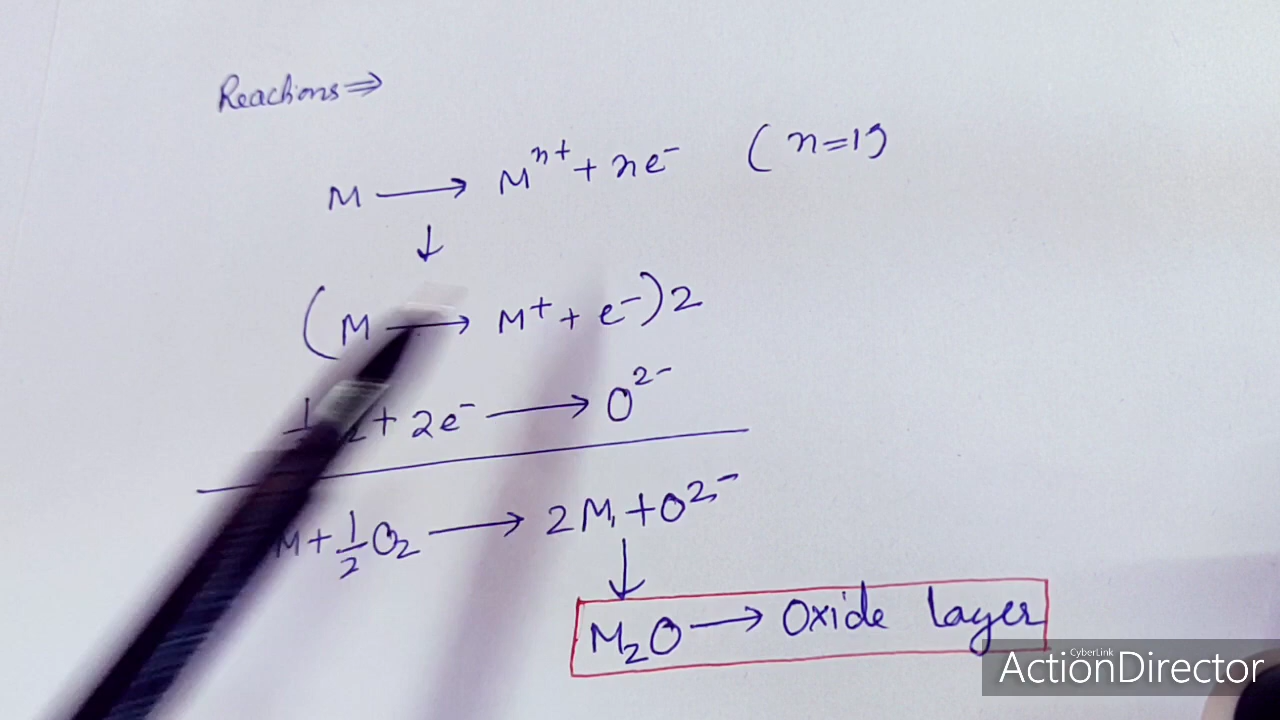 Reactions ⇒
M ⟶ Mⁿ⁺ + ne⁻ (n=1)
↓
(M ⟶ M⁺ + e⁻)2
+ 2e⁻ ⟶ O²⁻
M + ½O₂ ⟶ 2M + O²⁻
↓
M₂O ⟶ Oxide layer
CyberLink
ActionDirector